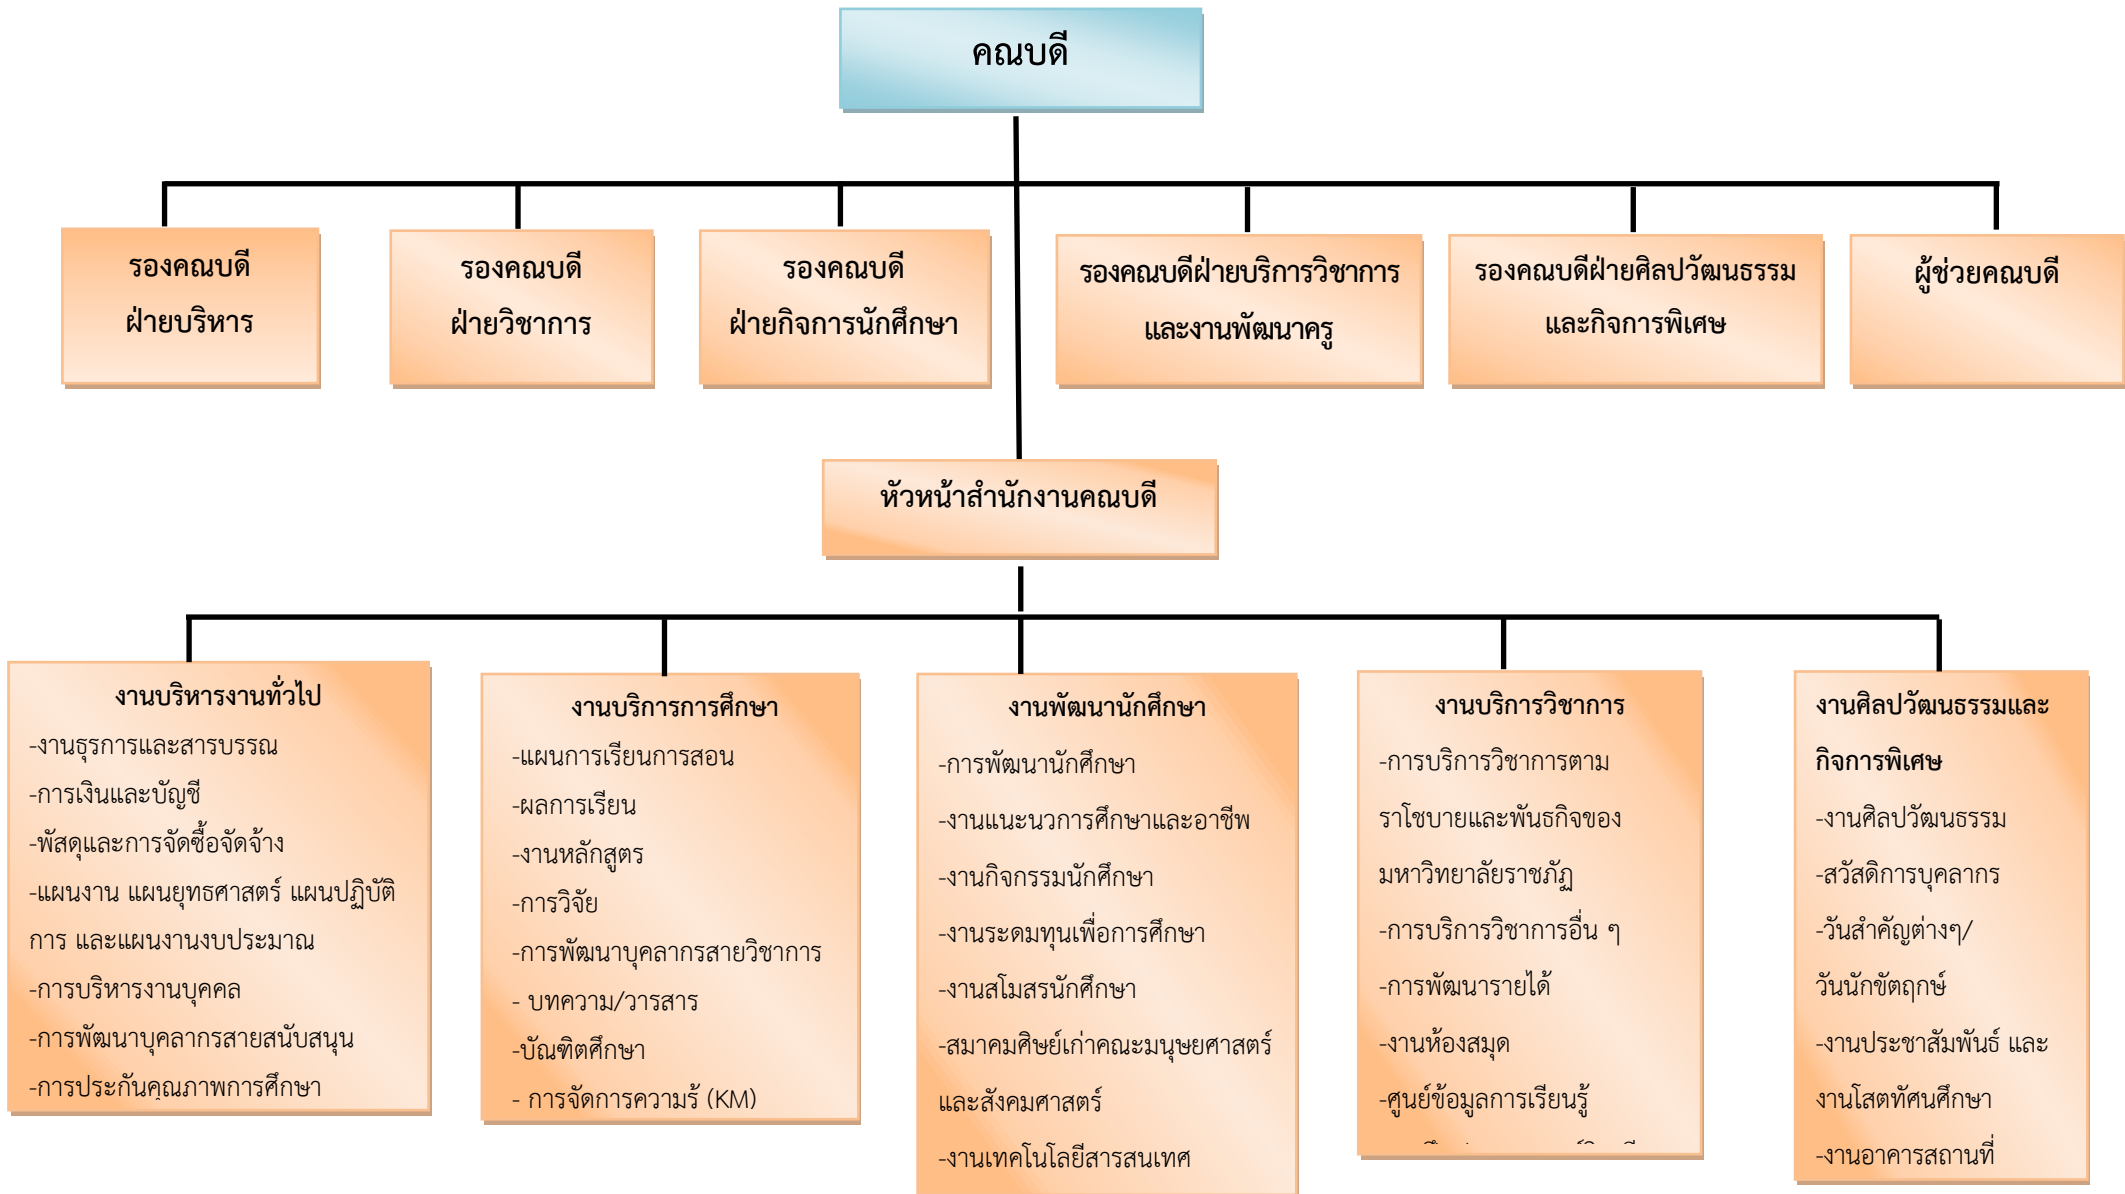 คณบดี
รองคณบดี
ฝ่ายบริหาร
รองคณบดี
ฝ่ายวิชาการ
รองคณบดี
ฝ่ายกิจการนักศึกษา
รองคณบดีฝ่ายบริการวิชาการ
และงานพัฒนาครู
รองคณบดีฝ่ายศิลปวัฒนธรรม
และกิจการพิเศษ
ผู้ช่วยคณบดี
หัวหน้าสำนักงานคณบดี
งานบริหารงานทั่วไป
-งานธุรการและสารบรรณ
-การเงินและบัญชี
-พัสดุและการจัดซื้อจัดจ้าง
-แผนงาน แผนยุทธศาสตร์ แผนปฏิบัติ
การ และแผนงานงบประมาณ
-การบริหารงานบุคคล
-การพัฒนาบุคลากรสายสนับสนุน
-การประกันคุณภาพการศึกษา
งานบริการการศึกษา
-แผนการเรียนการสอน
-ผลการเรียน
-งานหลักสูตร
-การวิจัย
-การพัฒนาบุคลากรสายวิชาการ
- บทความ/วารสาร
-บัณฑิตศึกษา
- การจัดการความรู้ (KM)
งานพัฒนานักศึกษา
-การพัฒนานักศึกษา
-งานแนะนวการศึกษาและอาชีพ
-งานกิจกรรมนักศึกษา
-งานระดมทุนเพื่อการศึกษา
-งานสโมสรนักศึกษา
-สมาคมศิษย์เก่าคณะมนุษยศาสตร์
และสังคมศาสตร์
-งานเทคโนโลยีสารสนเทศ
งานบริการวิชาการ
-การบริการวิชาการตาม
ราโชบายและพันธกิจของ
มหาวิทยาลัยราชภัฏ
-การบริการวิชาการอื่น ๆ
-การพัฒนารายได้
-งานห้องสมุด
-ศูนย์ข้อมูลการเรียนรู้
งานศิลปวัฒนธรรมและ
กิจการพิเศษ
-งานศิลปวัฒนธรรม
-สวัสดิการบุคลากร
-วันสำคัญต่างๆ/
วันนักขัตฤกษ์
-งานประชาสัมพันธ์ และ
งานโสตทัศนศึกษา
-งานอาคารสถานที่